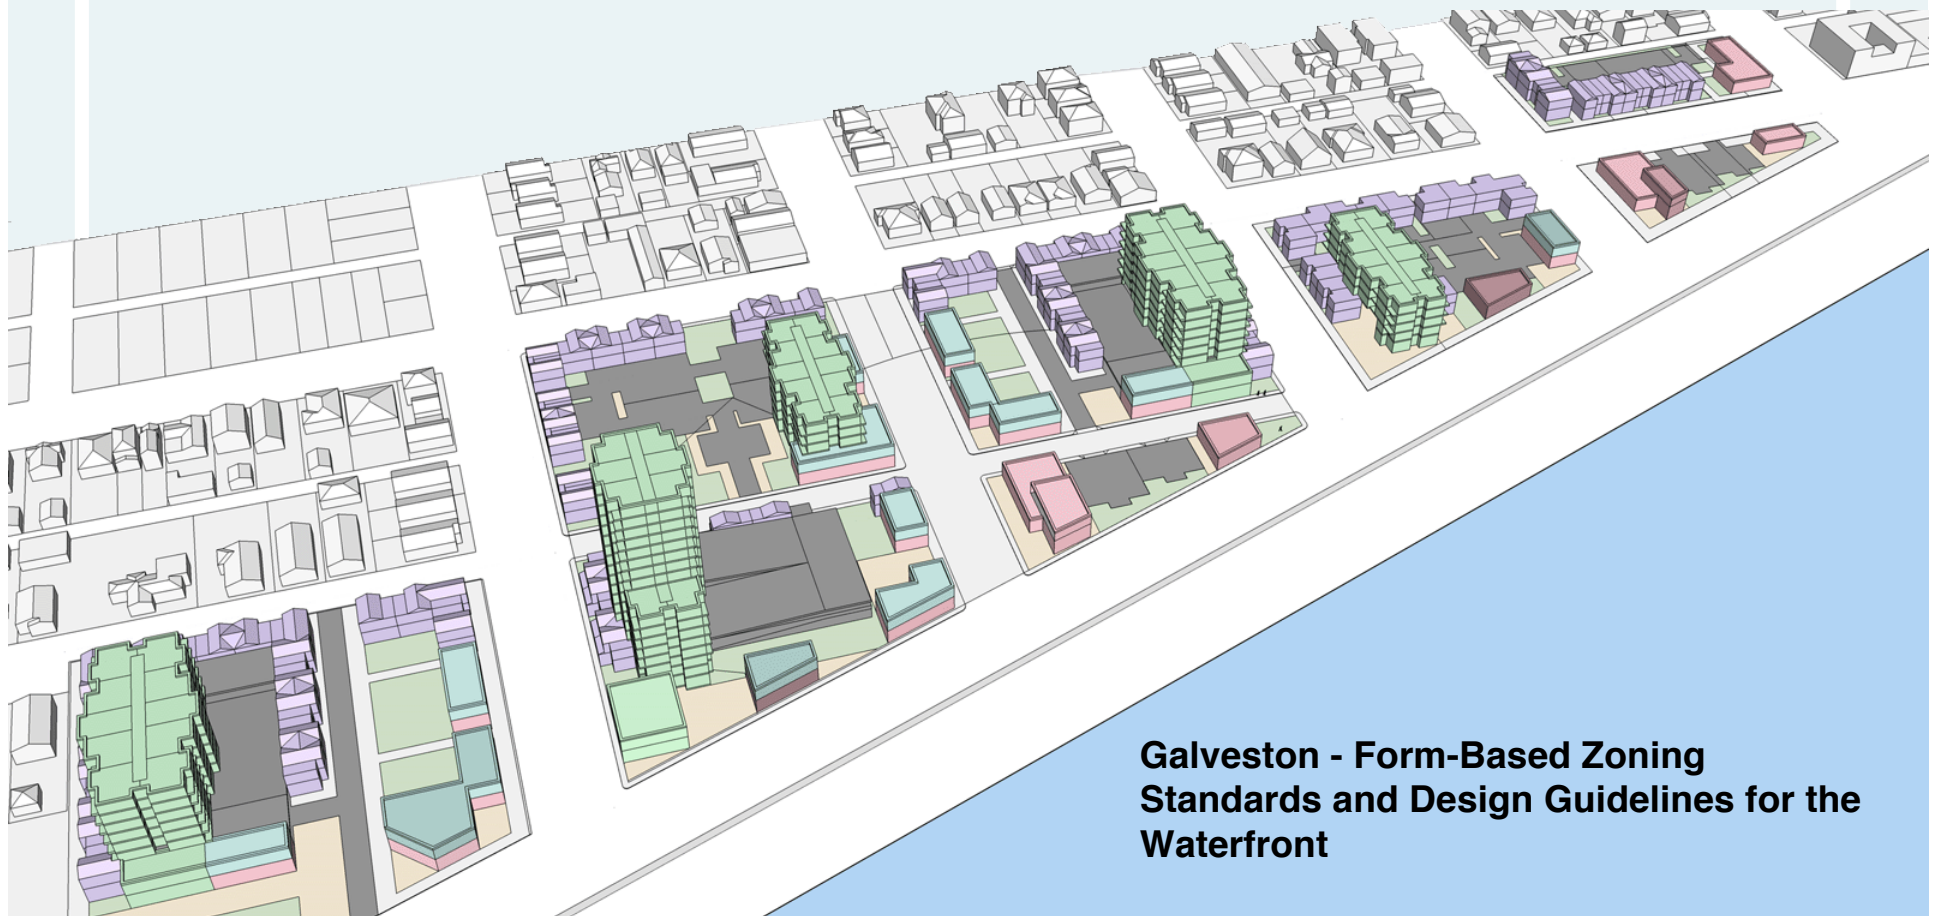 Galveston - Form-Based Zoning
Standards and Design Guidelines for the
Waterfront